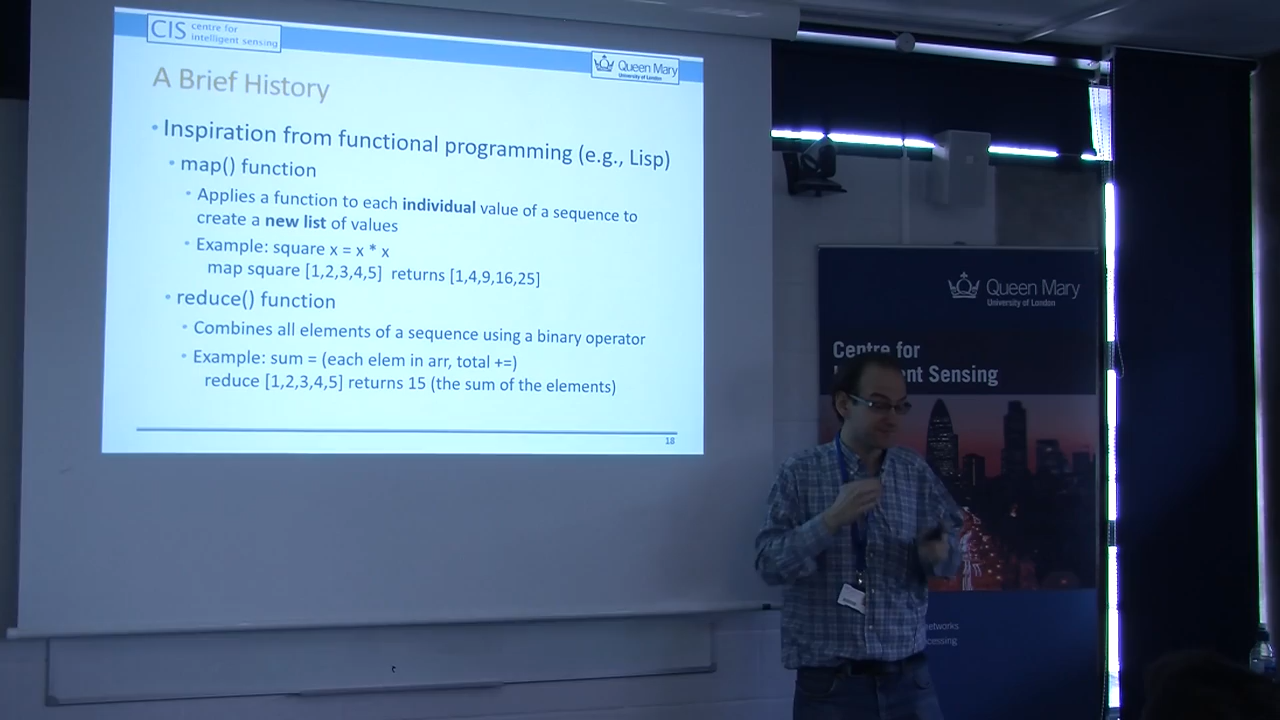 CIS centre for
intelligent sensing
Queen Mary
University of London
A Brief History
• Inspiration from functional programming (e.g., Lisp)
• map() function
• Applies a function to each individual value of a sequence to
create a new list of values
• Example: square x = x * x
map square [1,2,3,4,5] returns [1,4,9,16,25]
• reduce() function
• Combines all elements of a sequence using a binary operator
• Example: sum = (each elem in arr, total +=)
reduce [1,2,3,4,5] returns 15 (the sum of the elements)
18
Queen Mary
University of London
Centre for
nt Sensing
etworks
cessing